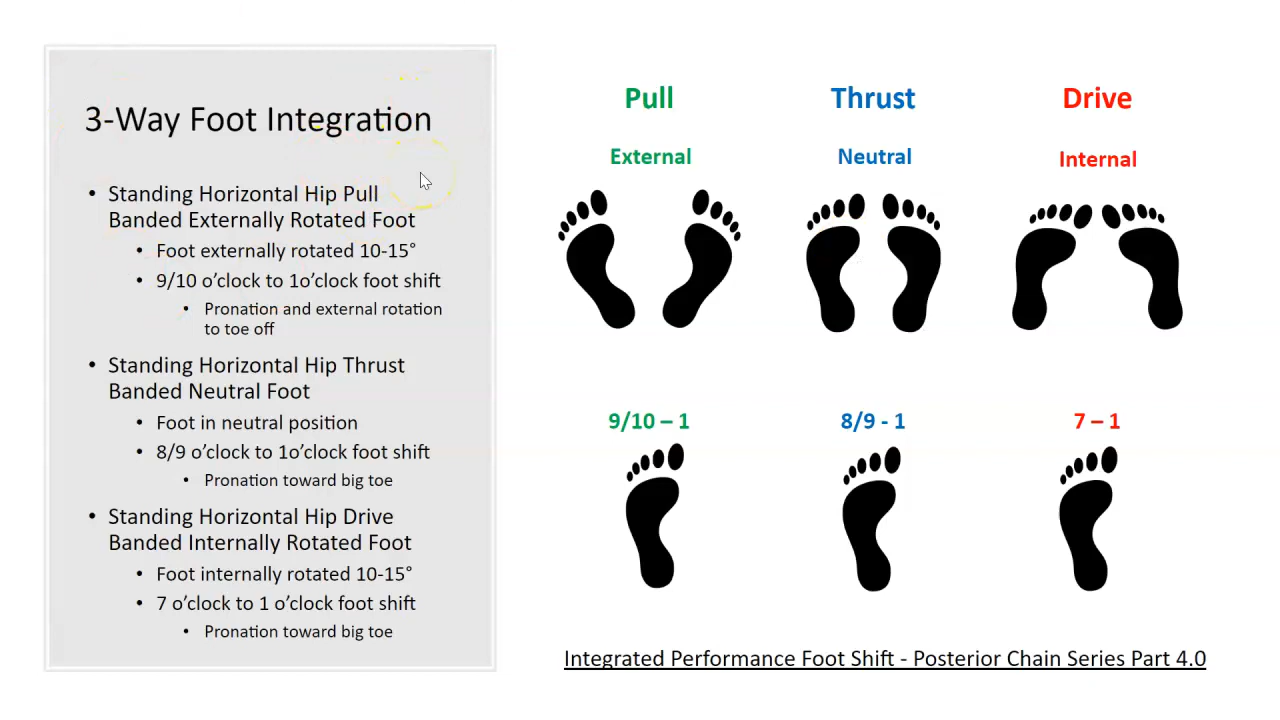 3-Way Foot Integration
• Standing Horizontal Hip Pull
Banded Externally Rotated Foot
• Foot externally rotated 10-15°
• 9/10 o'clock to 1o'clock foot shift
• Pronation and external rotation
to toe off
• Standing Horizontal Hip Thrust
Banded Neutral Foot
• Foot in neutral position
• 8/9 o'clock to 1o'clock foot shift
• Pronation toward big toe
• Standing Horizontal Hip Drive
Banded Internally Rotated Foot
• Foot internally rotated 10-15°
• 7 o'clock to 1 o'clock foot shift
• Pronation toward big toe
Pull
Thrust
Drive
External
Neutral
Internal
9/10 – 1
8/9 - 1
7 – 1
Integrated Performance Foot Shift - Posterior Chain Series Part 4.0